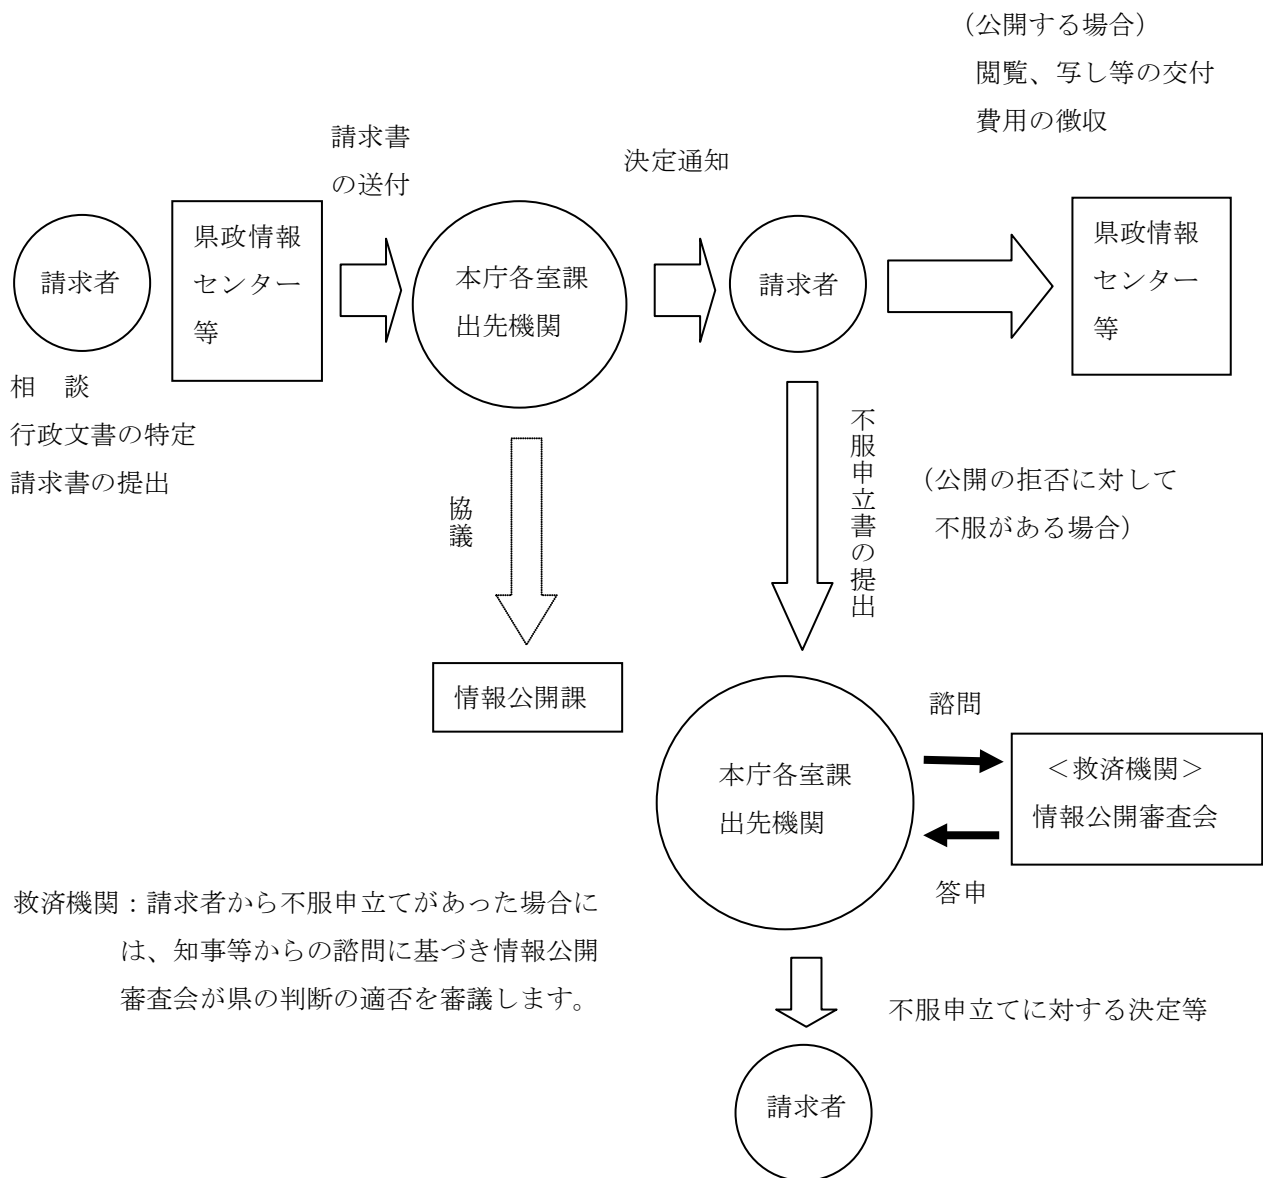 （公開する場合）
閲覧、写し等の交付
費用の徴収
請求書
の送付
決定通知
請求者
県政情報
センター
等
本庁各室課
出先機関
請求者
県政情報
センター
等
相　談
行政文書の特定
請求書の提出
協議
不服申立書の提出
（公開の拒否に対して
不服がある場合）
情報公開課
本庁各室課
出先機関
諮問
＜救済機関＞
情報公開審査会
答申
救済機関：請求者から不服申立てがあった場合に
は、知事等からの諮問に基づき情報公開
審査会が県の判断の適否を審議します。
不服申立てに対する決定等
請求者